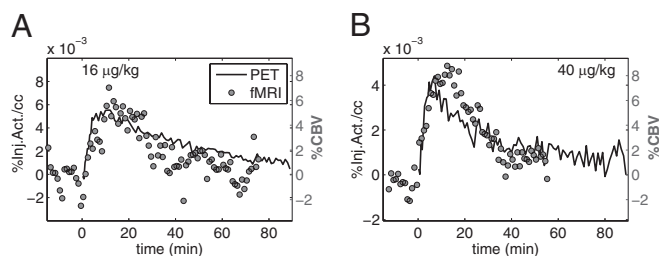 A
x 10⁻³
16 µg/kg
PET
fMRI
8
6
4
2
0
−2
%Inj.Act./cc
8
6
4
2
0
−2
%CBV
0 20 40 60 80
time (min)
B
x 10⁻³
40 µg/kg
4
2
0
−2
%Inj.Act./cc
8
6
4
2
0
−2
%CBV
0 20 40 60 80
time (min)